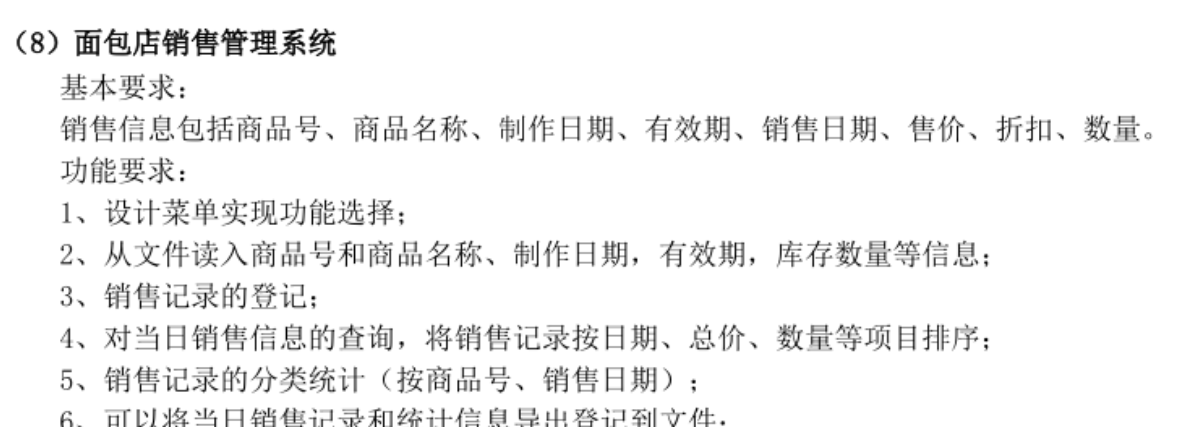 （8）面包店销售管理系统
基本要求：
销售信息包括商品号、商品名称、制作日期、有效期、销售日期、售价、折扣、数量。
功能要求：
1、设计菜单实现功能选择；
2、从文件读入商品号和商品名称、制作日期，有效期，库存数量等信息；
3、销售记录的登记；
4、对当日销售信息的查询，将销售记录按日期、总价、数量等项目排序；
5、销售记录的分类统计（按商品号、销售日期）；
6、可以将当日销售记录和统计信息导出登记到文件；